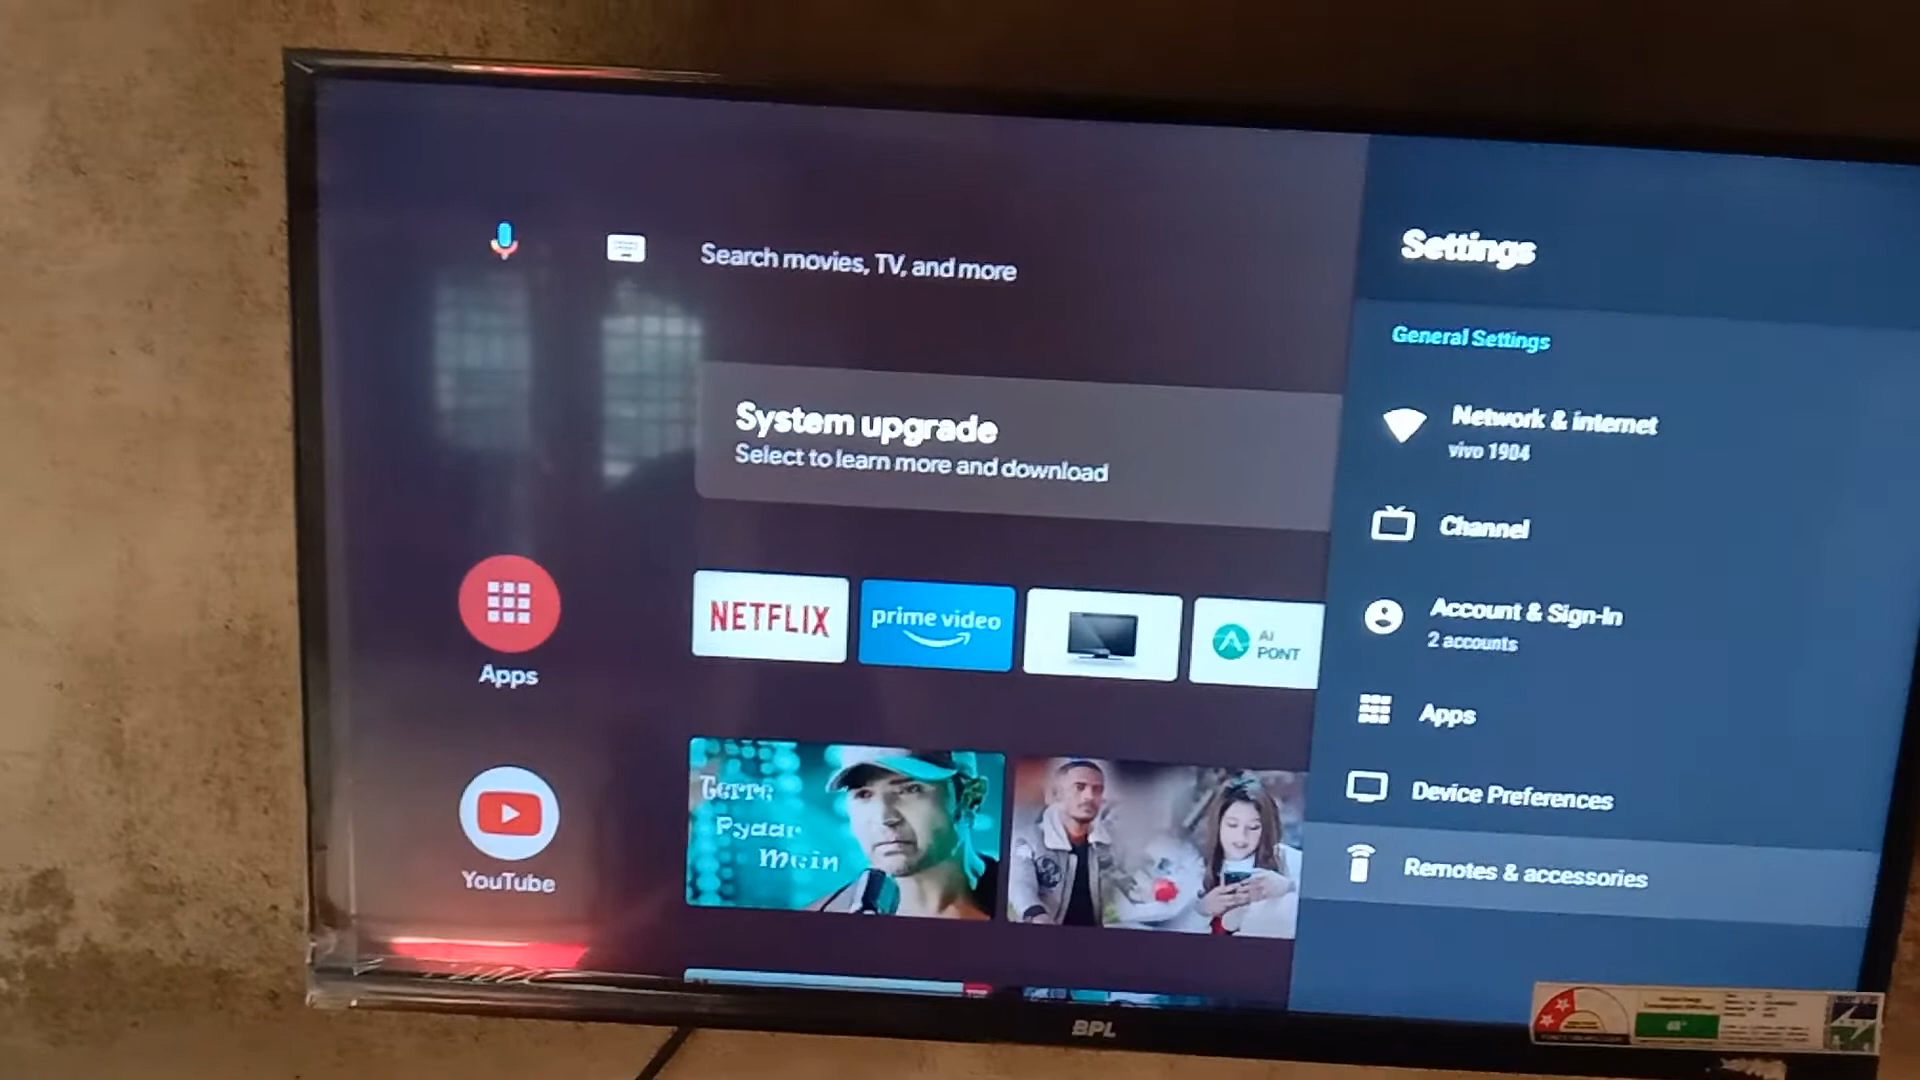 Search movies, TV, and more
System upgrade
Select to learn more and download
NETFLIX
prime video
AI
PONT
Apps
YouTube
Terre
Pyaar
Mein
Settings
General Settings
Network & internet
vivo 1904
Channel
Account & Sign-In
2 accounts
Apps
Device Preferences
Remotes & accessories
BPL